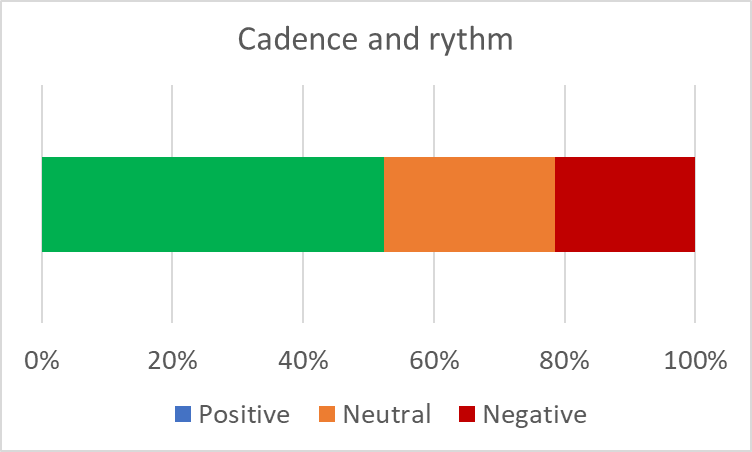 Cadence and rythm
0% 20% 40% 60% 80% 100%
Positive Neutral Negative